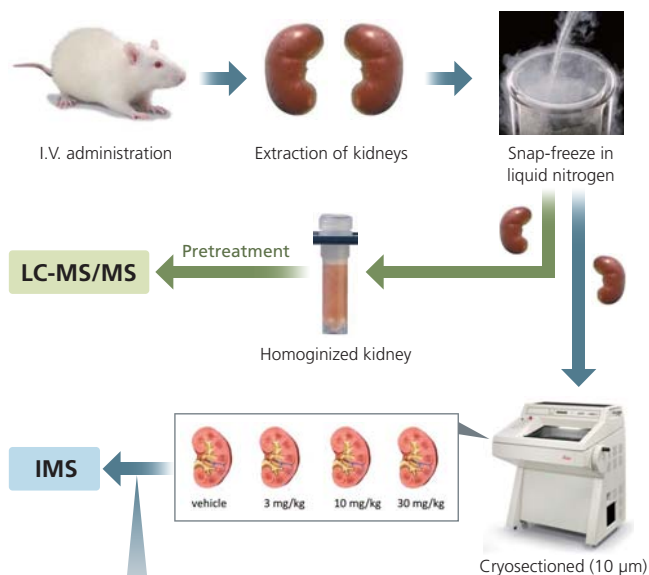 I.V. administration
Extraction of kidneys
Snap-freeze in
liquid nitrogen
Pretreatment
LC-MS/MS
Homoginized kidney
IMS
vehicle
3 mg/kg
10 mg/kg
30 mg/kg
Cryosectioned (10 μm)